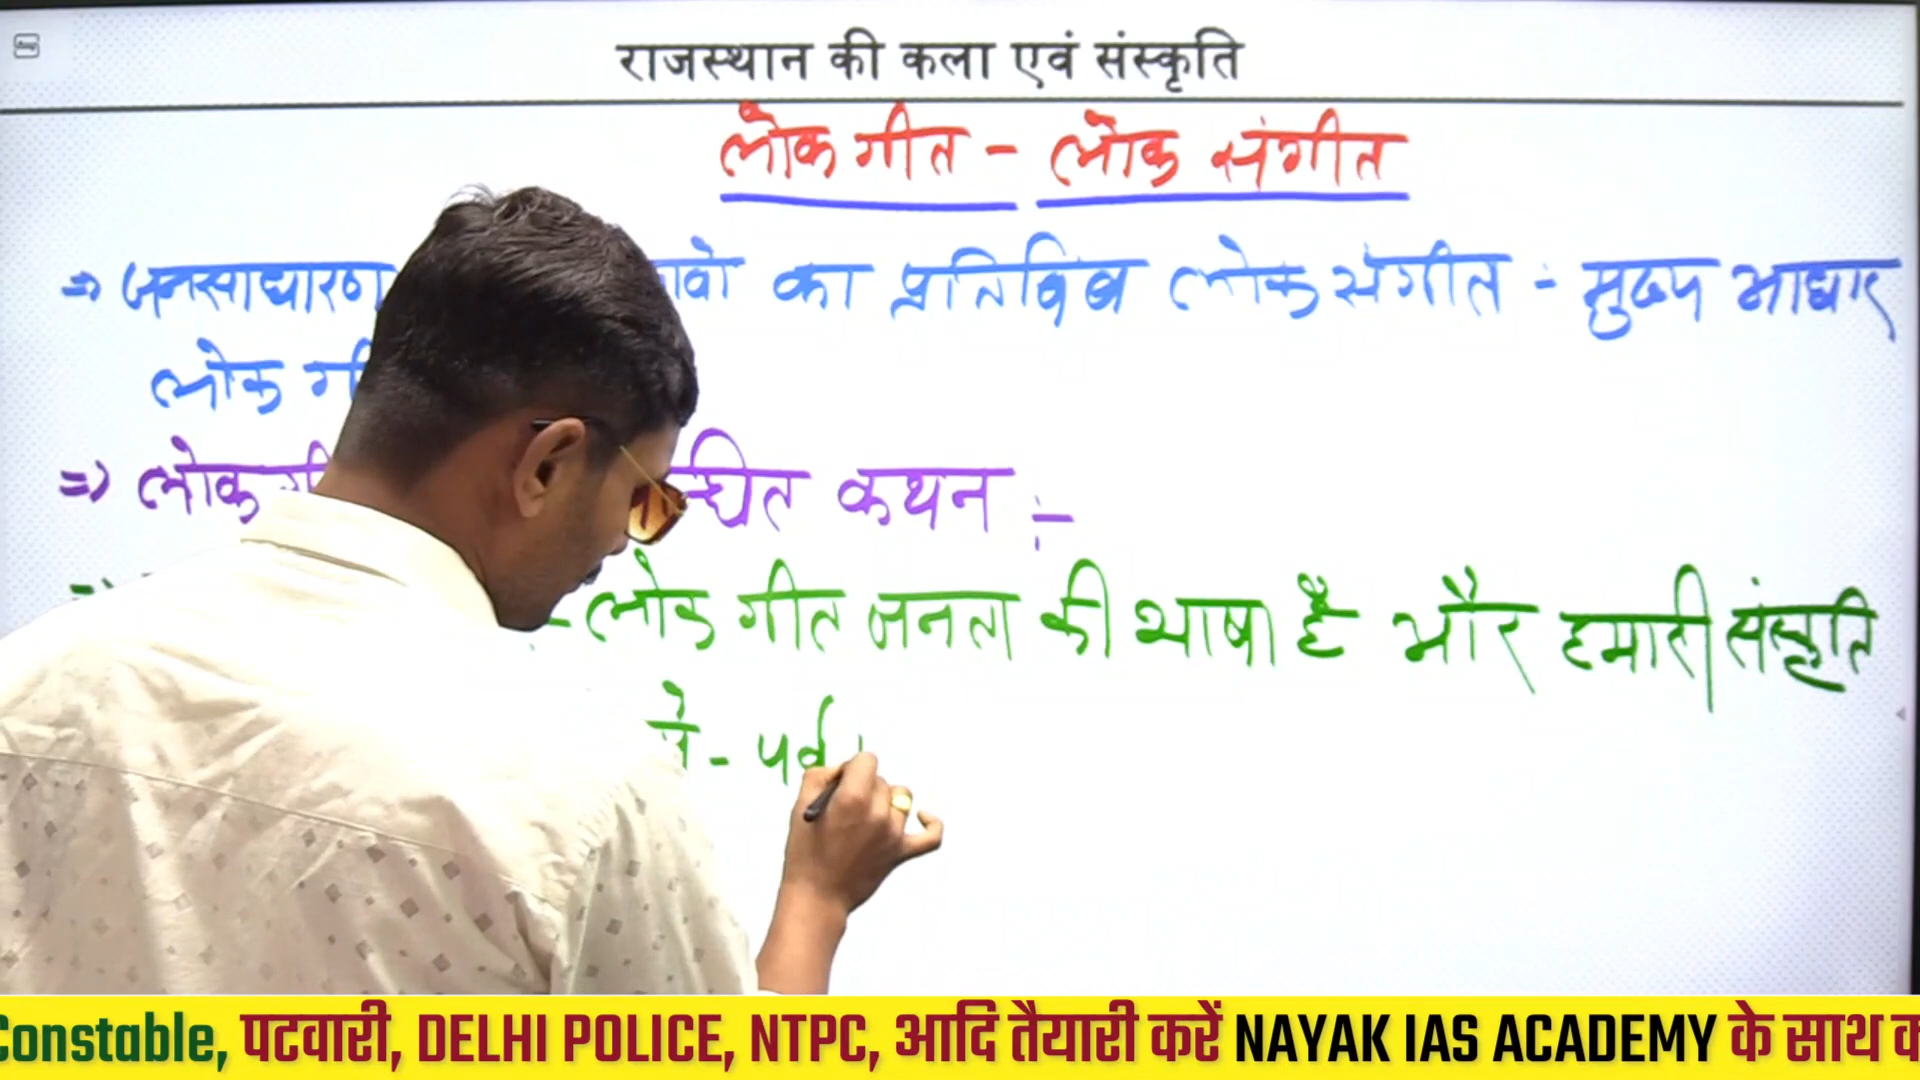 राजस्थान की कला एवं संस्कृति
लोक गीत - लोक संगीत
⇒ जनसाधारण का प्रतिबिंब लोक संगीत - मुख्य आधार
लोक
⇒ कथन :-
लोक गीत जनता की भाषा है और हमारी संस्कृति
- पर्व
Constable, पटवारी, DELHI POLICE, NTPC, आदि तैयारी करें NAYAK IAS ACADEMY के साथ